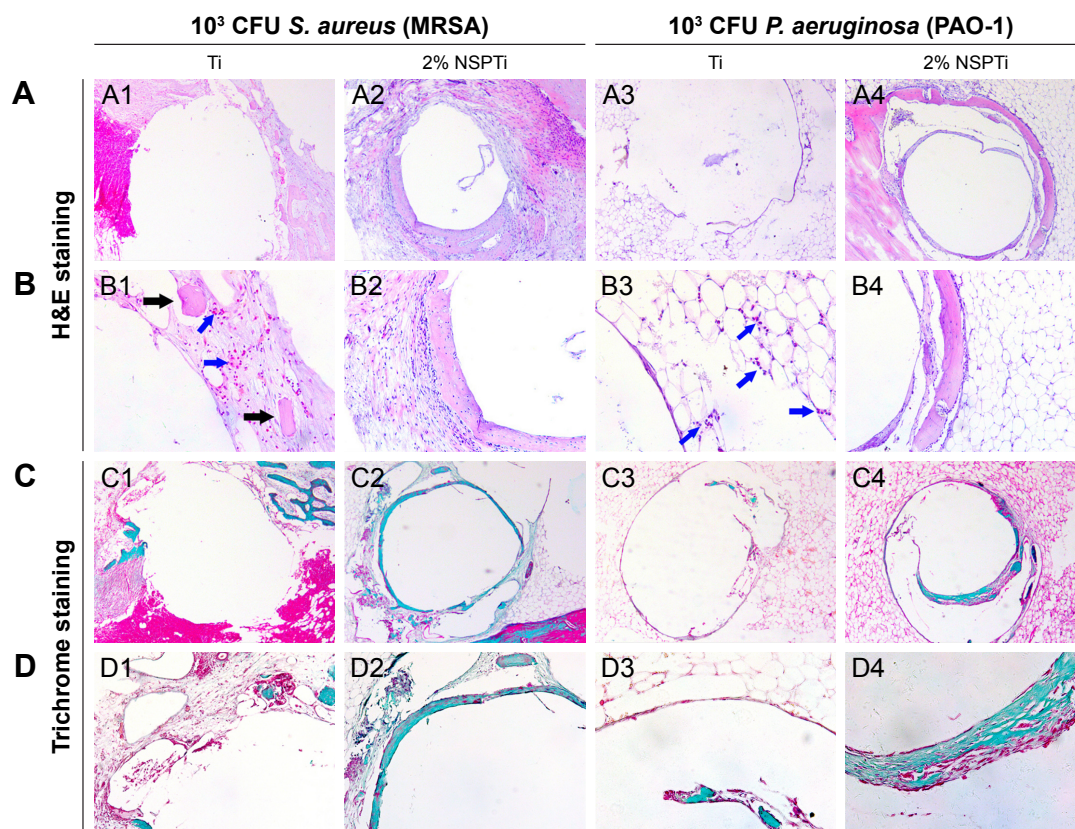 10³ CFU S. aureus (MRSA) 10³ CFU P. aeruginosa (PAO-1)
Ti 2% NSPTi Ti 2% NSPTi
A A1 A2 A3 A4
H&E staining
B B1 B2 B3 B4
C C1 C2 C3 C4
Trichrome staining
D D1 D2 D3 D4